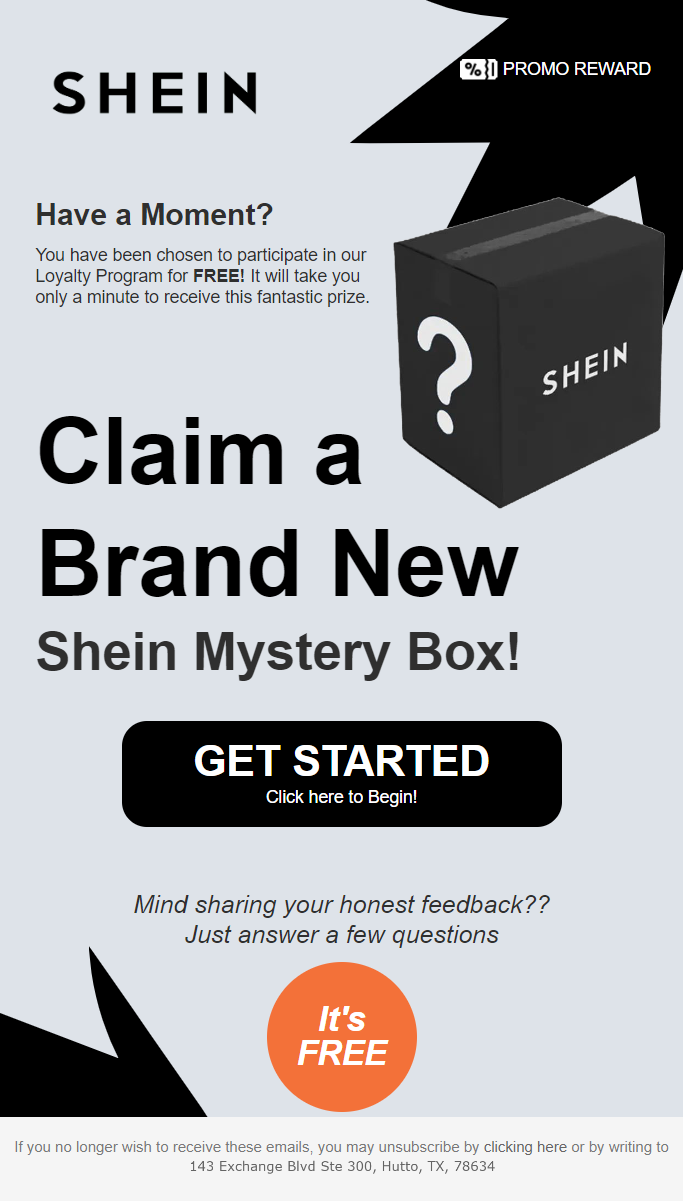 SHEIN
PROMO REWARD
Have a Moment?
You have been chosen to participate in our
Loyalty Program for FREE! It will take you
only a minute to receive this fantastic prize.
?
SHEIN
Claim a
Brand New
Shein Mystery Box!
GET STARTED
Click here to Begin!
Mind sharing your honest feedback??
Just answer a few questions
It's
FREE
If you no longer wish to receive these emails, you may unsubscribe by clicking here or by writing to
143 Exchange Blvd Ste 300, Hutto, TX, 78634